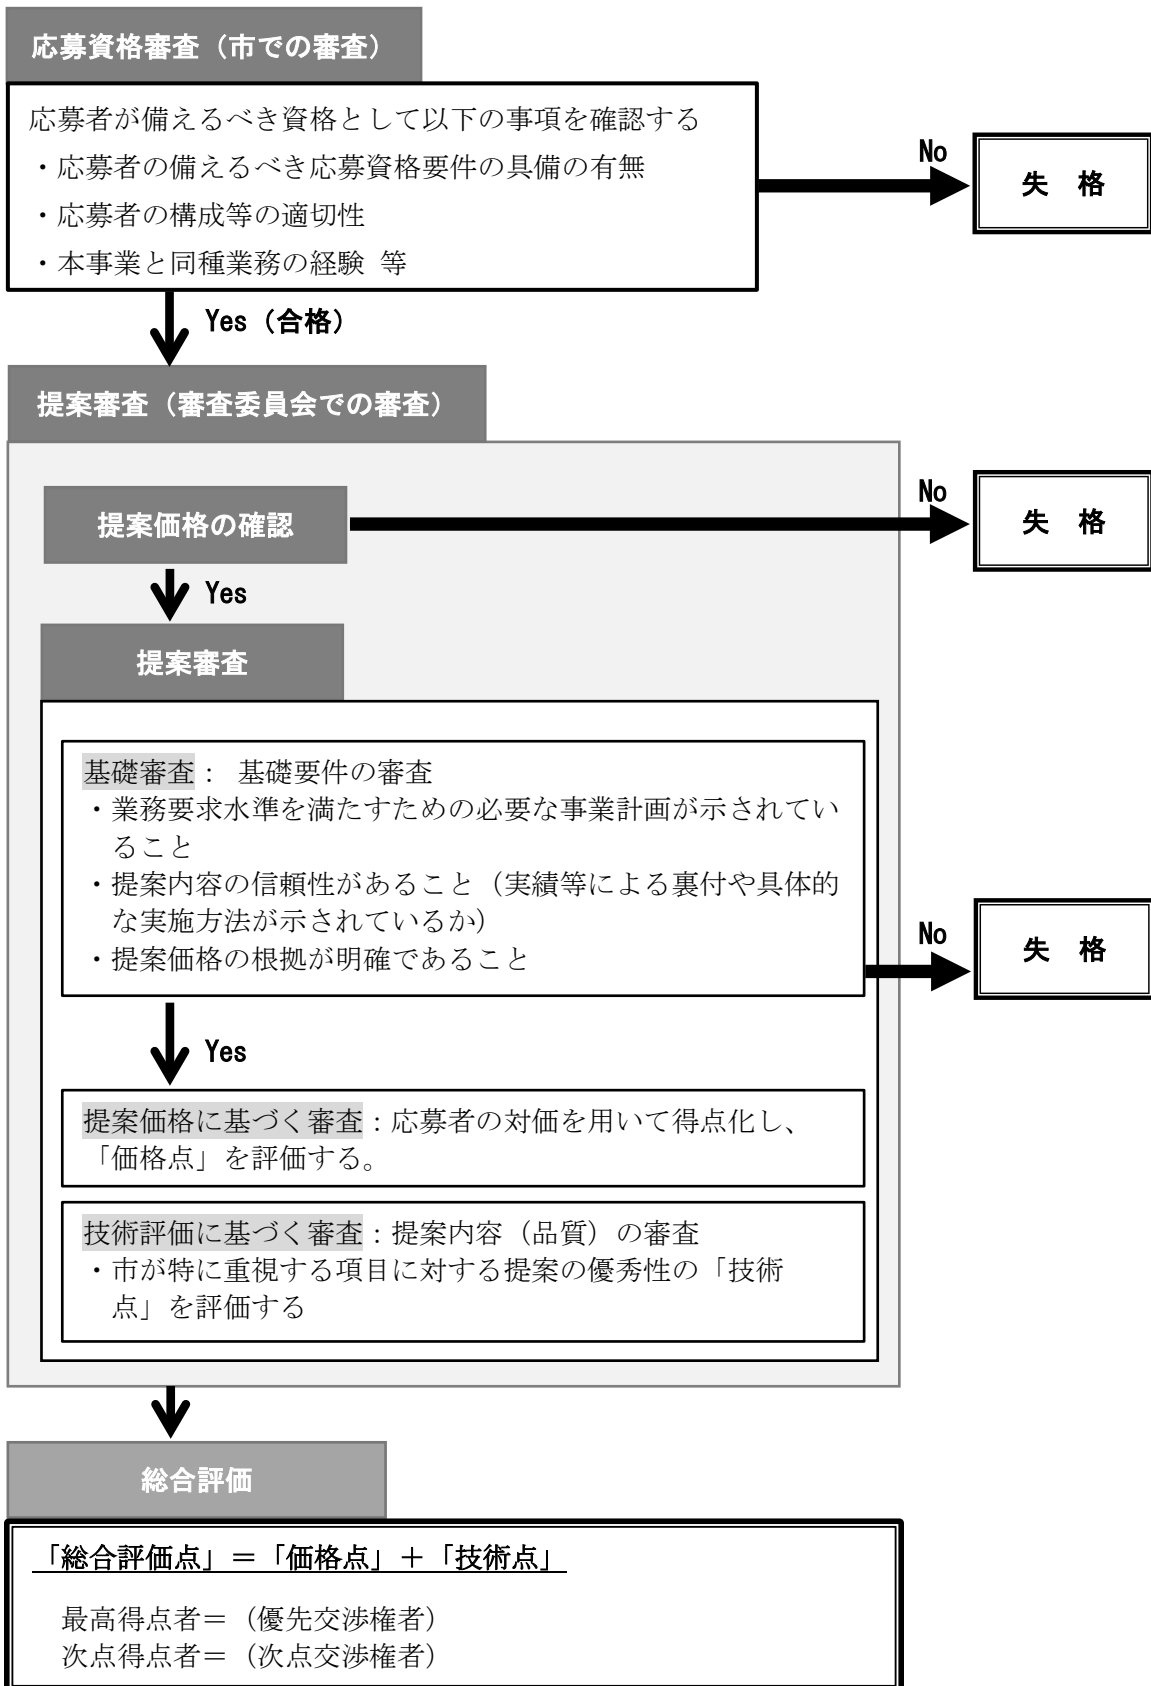 応募資格審査（市での審査）
応募者が備えるべき資格として以下の事項を確認する
・応募者の備えるべき応募資格要件の具備の有無
・応募者の構成等の適切性
・本事業と同種業務の経験 等
No
失 格
Yes（合格）
提案審査（審査委員会での審査）
提案価格の確認
No
失 格
Yes
提案審査
基礎審査： 基礎要件の審査
・業務要求水準を満たすための必要な事業計画が示されてい
ること
・提案内容の信頼性があること（実績等による裏付や具体的
な実施方法が示されているか）
・提案価格の根拠が明確であること
No
失 格
Yes
提案価格に基づく審査：応募者の対価を用いて得点化し、
「価格点」を評価する。
技術評価に基づく審査：提案内容（品質）の審査
・市が特に重視する項目に対する提案の優秀性の「技術
点」を評価する
総合評価
「総合評価点」＝「価格点」＋「技術点」
最高得点者＝（優先交渉権者）
次点得点者＝（次点交渉権者）